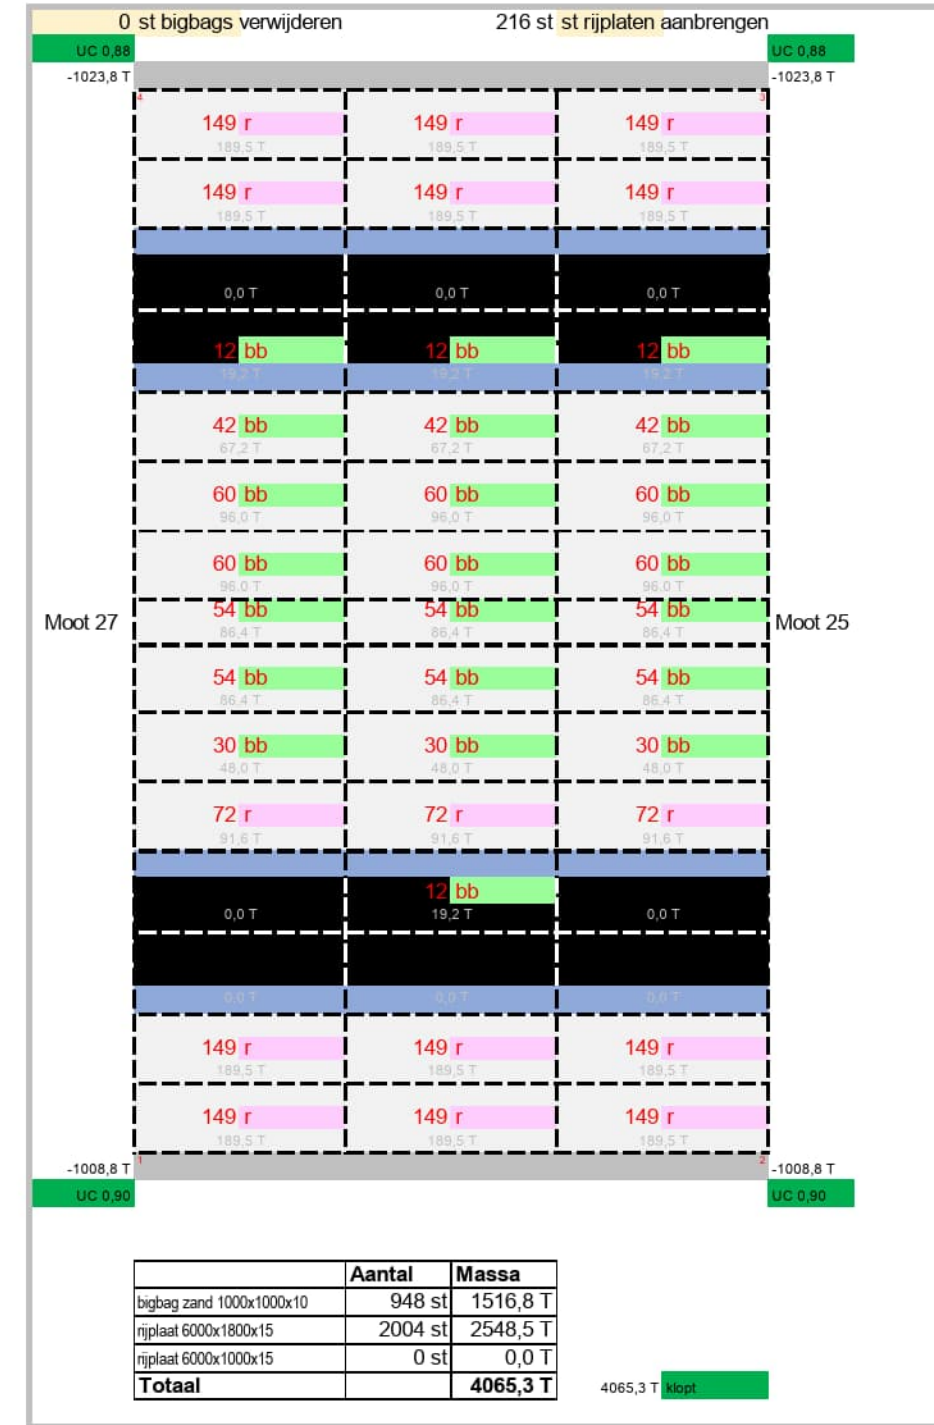 0 st bigbags verwijderen 216 st st rijplaten aanbrengen
UC 0,88 UC 0,88
-1023,8 T -1023,8 T
4 3
149 r 149 r 149 r
189,5 T 189,5 T 189,5 T
149 r 149 r 149 r
189,5 T 189,5 T 189,5 T
0,0 T 0,0 T 0,0 T
12 bb 12 bb 12 bb
19,2 T 19,2 T 19,2 T
42 bb 42 bb 42 bb
67,2 T 67,2 T 67,2 T
60 bb 60 bb 60 bb
96,0 T 96,0 T 96,0 T
60 bb 60 bb 60 bb
96,0 T 96,0 T 96,0 T
54 bb 54 bb 54 bb
Moot 27 86,4 T 86,4 T 86,4 T Moot 25
54 bb 54 bb 54 bb
86,4 T 86,4 T 86,4 T
30 bb 30 bb 30 bb
48,0 T 48,0 T 48,0 T
72 r 72 r 72 r
91,6 T 91,6 T 91,6 T
12 bb
0,0 T 19,2 T 0,0 T
0,0 T 0,0 T 0,0 T
149 r 149 r 149 r
189,5 T 189,5 T 189,5 T
149 r 149 r 149 r
189,5 T 189,5 T 189,5 T
1 2
-1008,8 T -1008,8 T
UC 0,90 UC 0,90
Aantal Massa
bigbag zand 1000x1000x10 948 st 1516,8 T
rijplaat 6000x1800x15 2004 st 2548,5 T
rijplaat 6000x1000x15 0 st 0,0 T
Totaal 4065,3 T 4065,3 T klopt